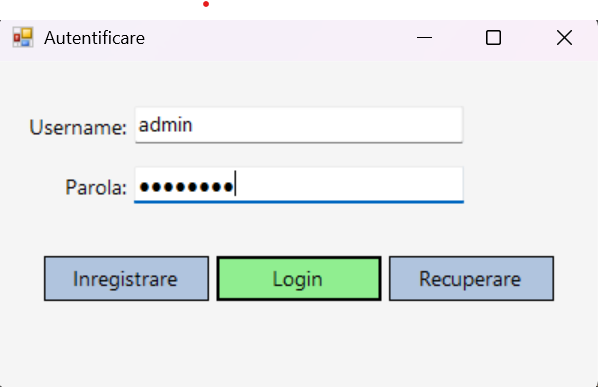 Autentificare
Username: admin
Parola: ●●●●●●●●
Inregistrare Login Recuperare